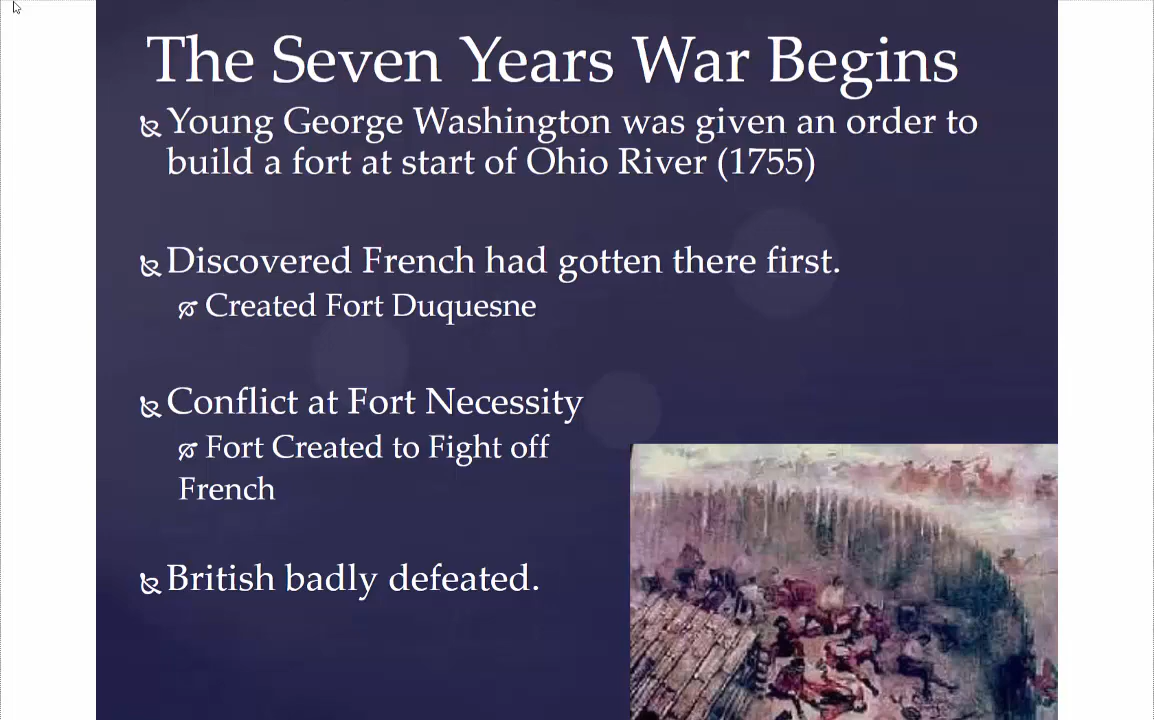 The Seven Years War Begins
Young George Washington was given an order to
build a fort at start of Ohio River (1755)
Discovered French had gotten there first.
Created Fort Duquesne
Conflict at Fort Necessity
Fort Created to Fight off
French
British badly defeated.